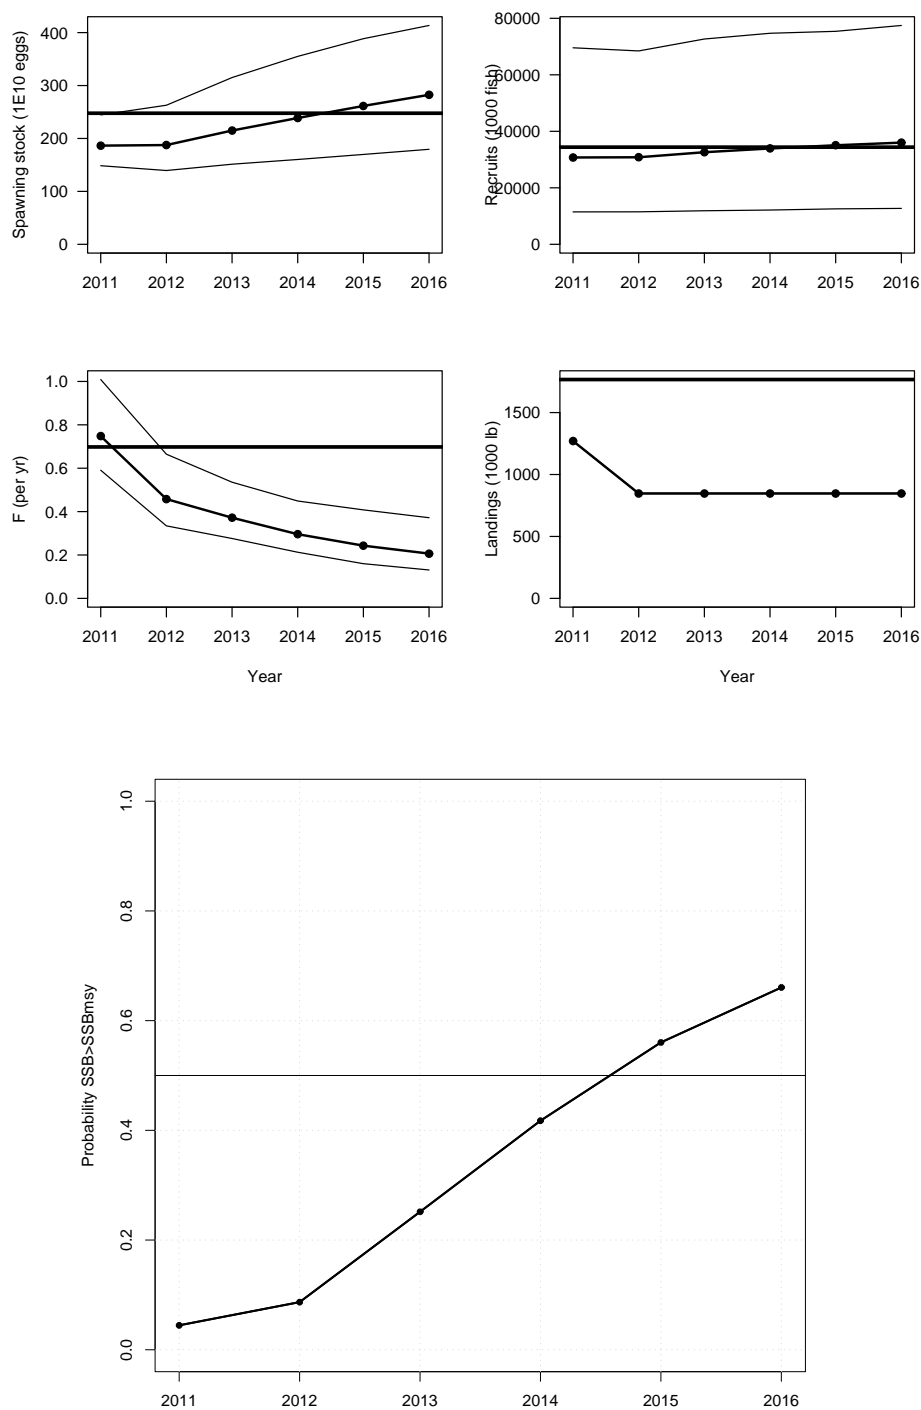 Spawning stock (1E10 eggs)
400
300
200
100
0
2011 2012 2013 2014 2015 2016
Recruits (1000 fish)
80000
60000
40000
20000
0
2011 2012 2013 2014 2015 2016
F (per yr)
1.0
0.8
0.6
0.4
0.2
0.0
2011 2012 2013 2014 2015 2016
Year
Landings (1000 lb)
1500
1000
500
0
2011 2012 2013 2014 2015 2016
Year
Probability SSB>SSBmsy
1.0
0.8
0.6
0.4
0.2
0.0
2011 2012 2013 2014 2015 2016